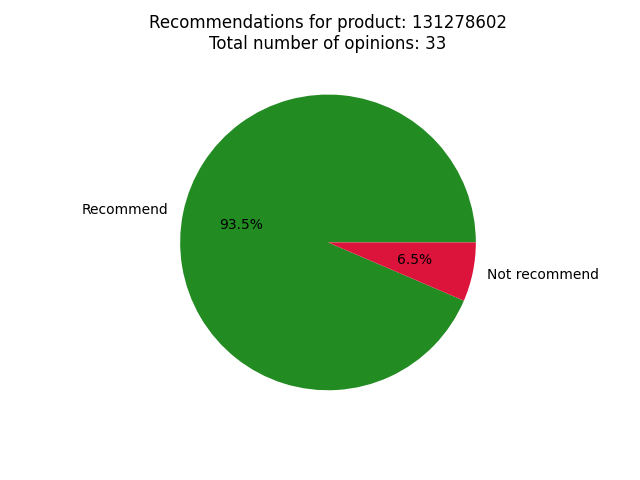 Recommendations for product: 131278602
Total number of opinions: 33
Recommend
93.5%
6.5%
Not recommend